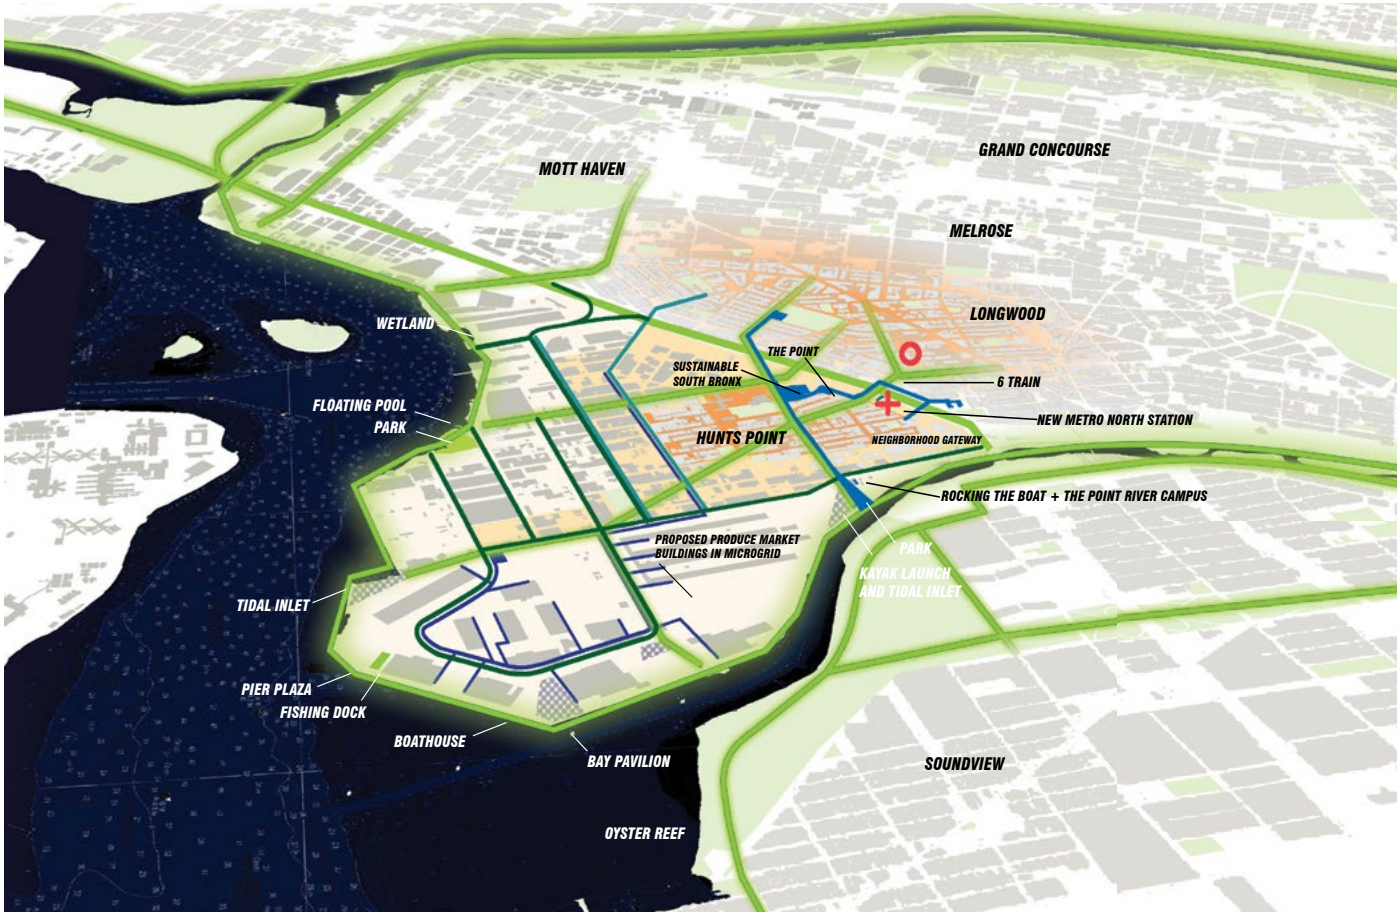 GRAND CONCOURSE
MOTT HAVEN
MELROSE
LONGWOOD
WETLAND
THE POINT
SUSTAINABLE
SOUTH BRONX
6 TRAIN
FLOATING POOL
PARK
NEW METRO NORTH STATION
HUNTS POINT
NEIGHBORHOOD GATEWAY
ROCKING THE BOAT + THE POINT RIVER CAMPUS
PROPOSED PRODUCE MARKET
BUILDINGS IN MICROGRID
PARK
KAYAK LAUNCH
AND TIDAL INLET
TIDAL INLET
PIER PLAZA
FISHING DOCK
BOATHOUSE
BAY PAVILION
SOUNDVIEW
OYSTER REEF